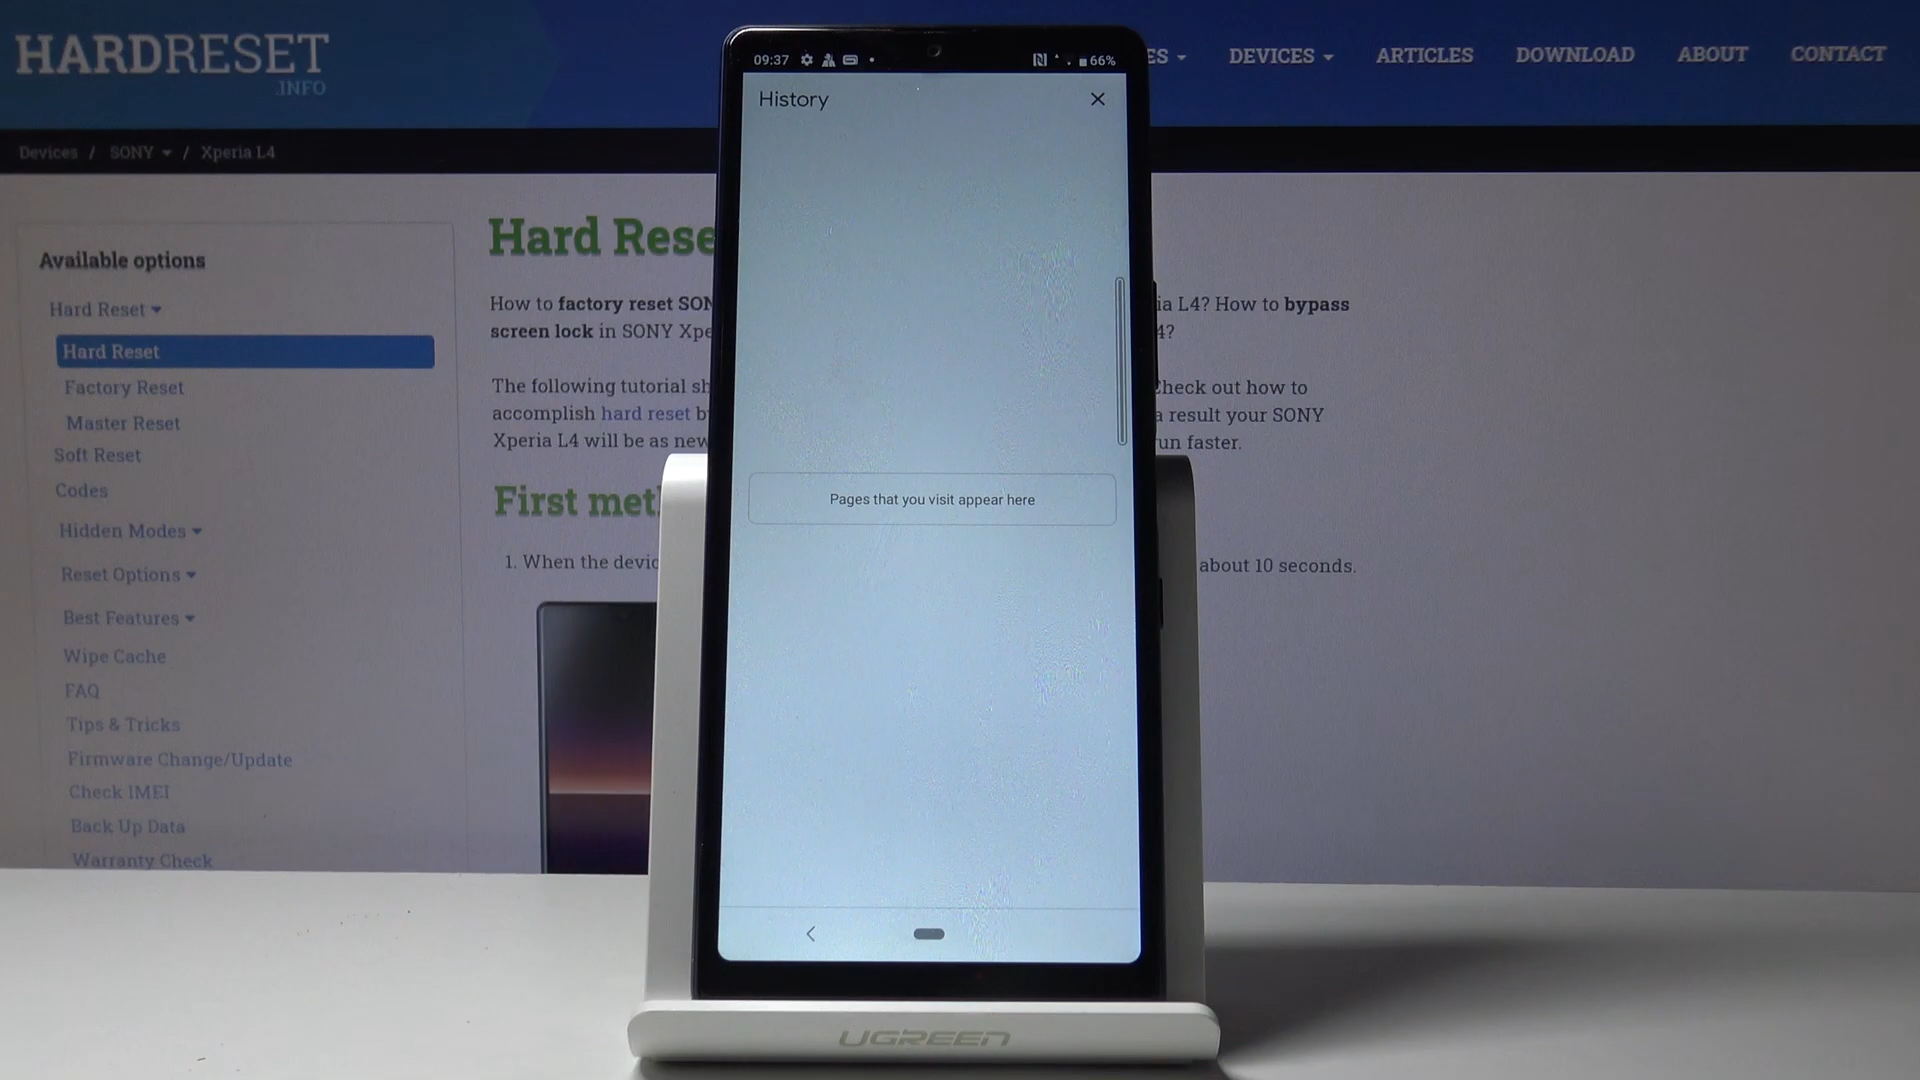 HARDRESET
.INFO
DEVICES
ARTICLES
DOWNLOAD
ABOUT
CONTACT
Devices / SONY / Xperia L4
Available options
Hard Reset
Hard Reset
Factory Reset
Master Reset
Soft Reset
Codes
Hidden Modes
Reset Options
Best Features
Wipe Cache
FAQ
Tips & Tricks
Firmware Change/Update
Check IMEI
Back Up Data
Warranty Check
Hard Rese
How to factory reset SON
ia L4? How to bypass
screen lock in SONY Xpe
4?
The following tutorial sh
Check out how to
accomplish hard reset b
a result your SONY
Xperia L4 will be as new
run faster.
First met
1. When the devic
about 10 seconds.
09:37
66%
History
Pages that you visit appear here
UGREEN